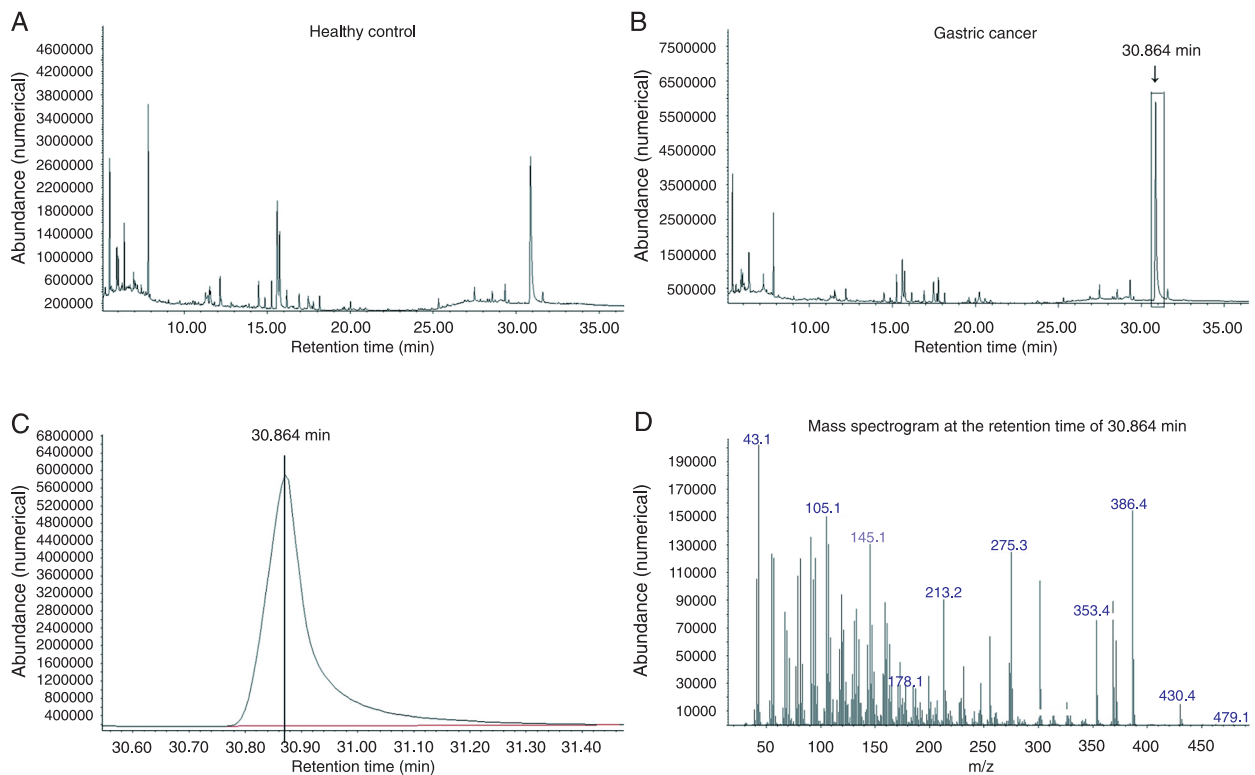 A
Healthy control
Abundance (numerical)
4600000
4200000
3800000
3400000
3000000
2600000
2200000
1800000
1400000
1000000
600000
200000
10.00 15.00 20.00 25.00 30.00 35.00
Retention time (min)
B
Gastric cancer
30.864 min
Abundance (numerical)
7500000
6500000
5500000
4500000
3500000
2500000
1500000
500000
10.00 15.00 20.00 25.00 30.00 35.00
Retention time (min)
C
30.864 min
Abundance (numerical)
6800000
6400000
6000000
5600000
5200000
4800000
4400000
4000000
3600000
3200000
2800000
2400000
2000000
1600000
1200000
800000
400000
30.60 30.70 30.80 30.90 31.00 31.10 31.20 31.30 31.40
Retention time (min)
D
Mass spectrogram at the retention time of 30.864 min
Abundance (numerical)
190000
170000
150000
130000
110000
90000
70000
50000
30000
10000
43.1
105.1
145.1
178.1
213.2
275.3
353.4
386.4
430.4
479.1
50 100 150 200 250 300 350 400 450
m/z